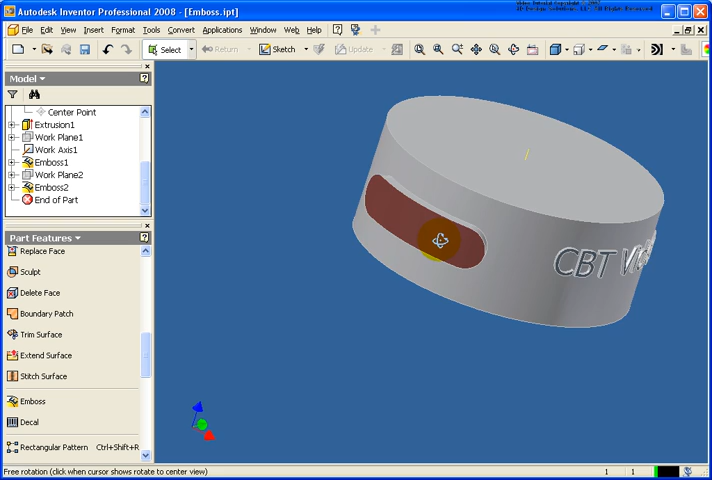 Autodesk Inventor Professional 2008 - [Emboss.ipt]
File Edit View Insert Format Tools Convert Applications Window Web Help
Select Return Sketch Update
Model
Center Point
Extrusion1
Work Plane1
Work Axis1
Emboss1
Work Plane2
Emboss2
End of Part
Part Features
Replace Face
Sculpt
Delete Face
Boundary Patch
Trim Surface
Extend Surface
Stitch Surface
Emboss
Decal
Rectangular Pattern Ctrl+Shift+R
CBT
Free rotation (click when cursor shows rotate to center view) 1 1